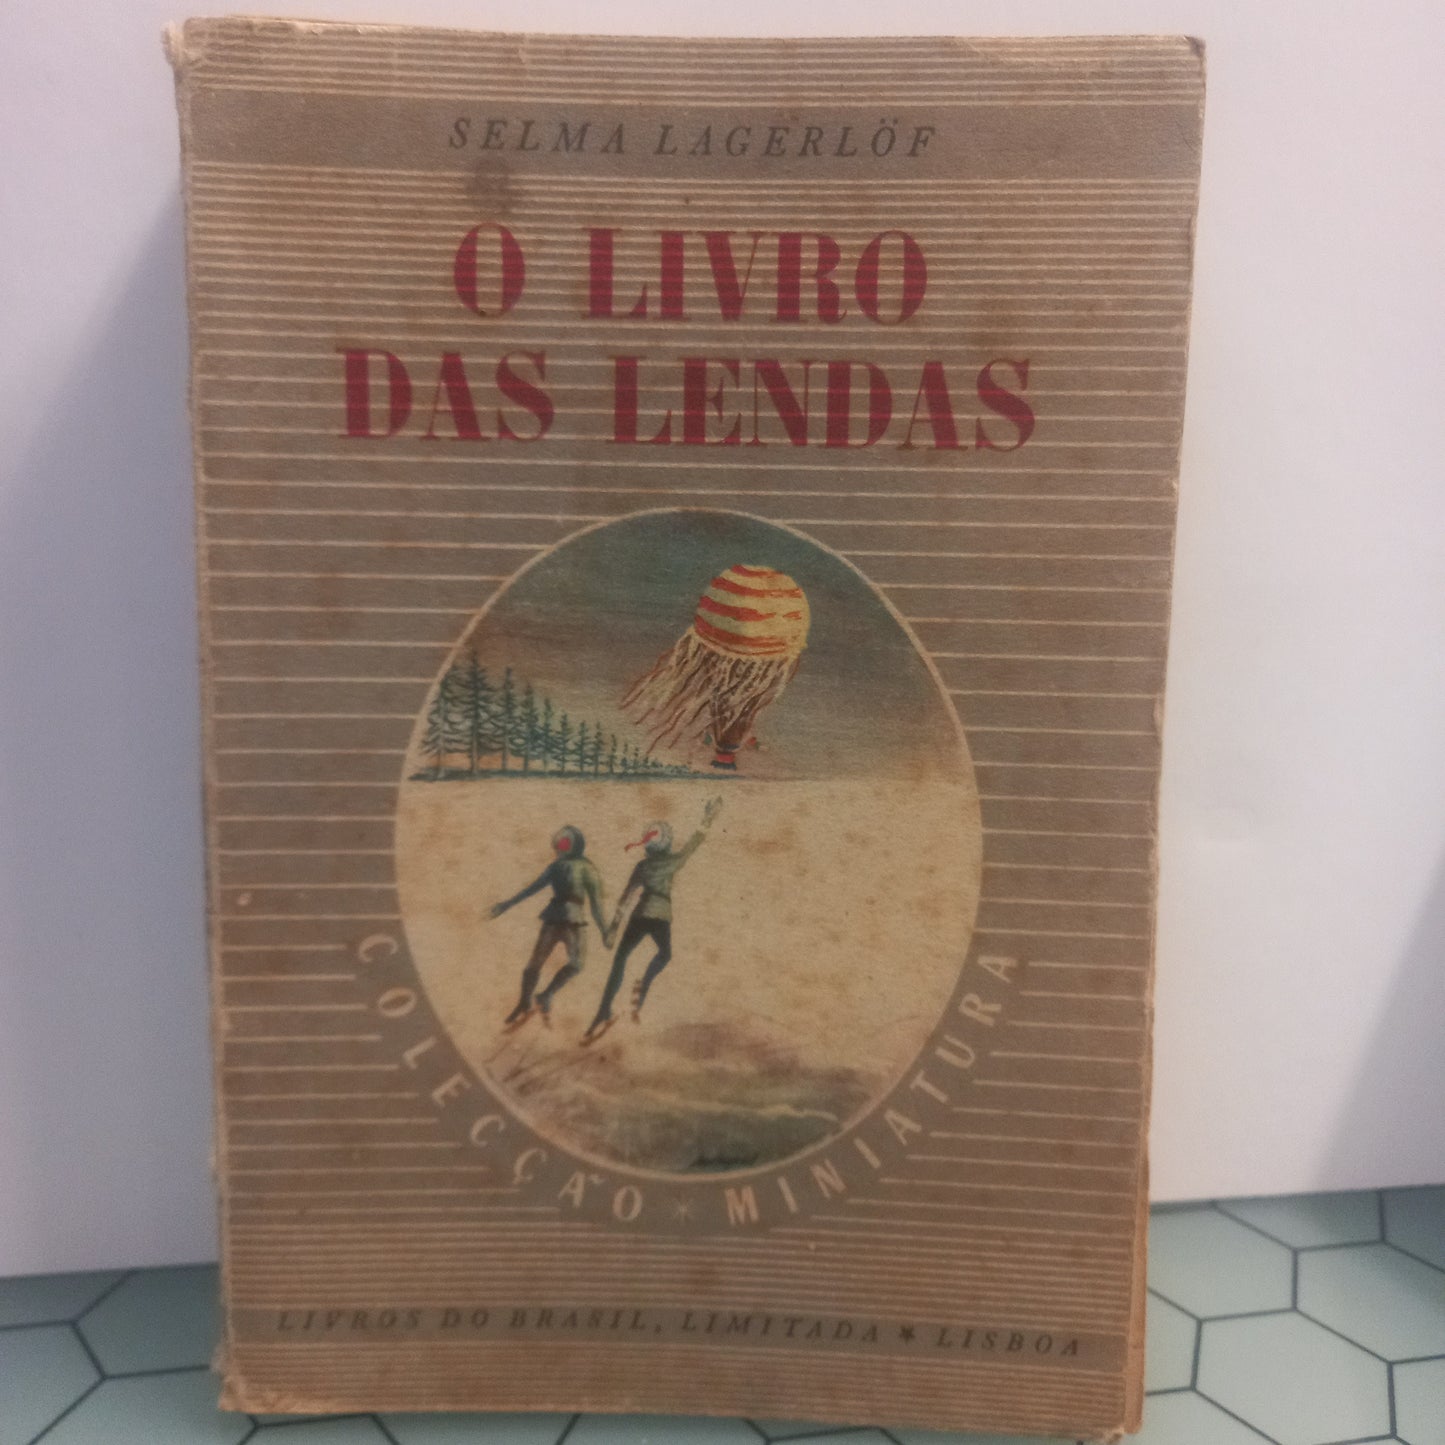 SELMA LAGERLÖF
O LIVRO
DAS LENDAS
COLECÇÃO * MINIATURA
LIVROS DO BRASIL, LIMITADA ★ LISBOA